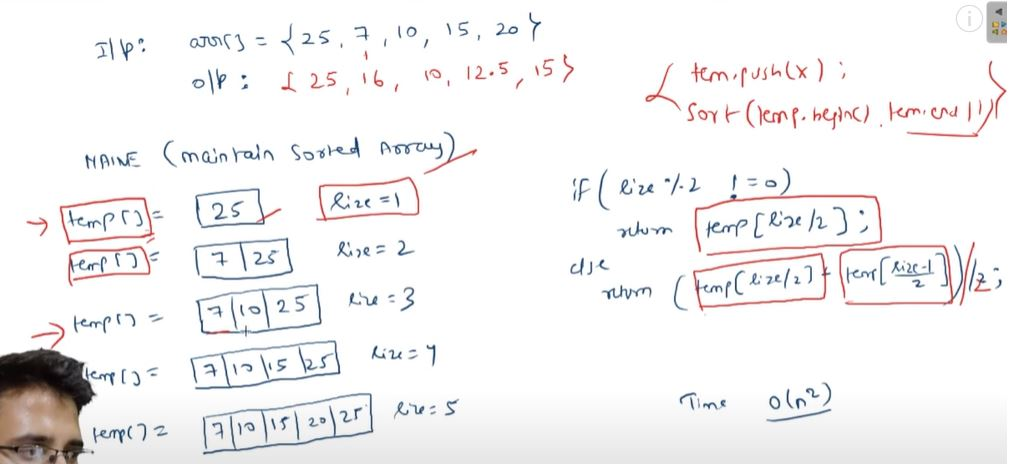 I/p: arr[] = {25, 7, 10, 15, 20}
o/p: {25, 16, 10, 12.5, 15}
tem.push(x);
sort(temp.begin(), tem.end())
NAINE (maintain Sorted Array)
temp[] = 25 size=1
temp[] = 7 25 size=2
temp[] = 7 10 25 size=3
temp[] = 7 10 15 25 size=4
temp[] = 7 10 15 20 25 size=5
if (size % 2 != 0)
return temp[size/2];
else
return (temp[size/2] + temp[size-1/2])/2;
Time O(n²)